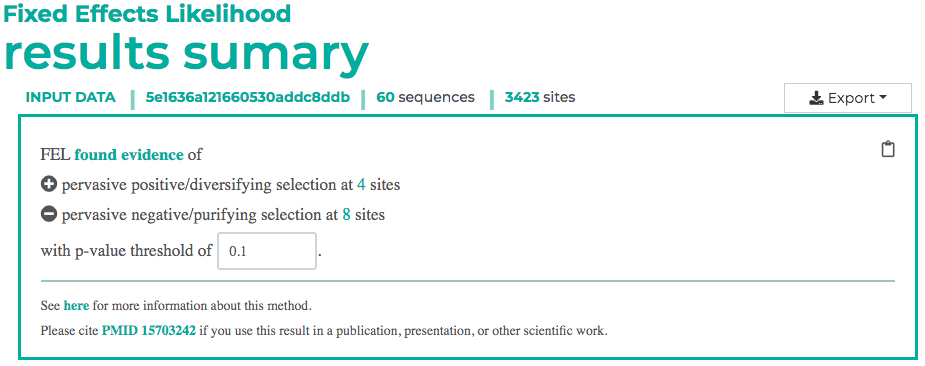 Fixed Effects Likelihood
results sumary
INPUT DATA | 5e1636a121660530addc8ddb | 60 sequences | 3423 sites
Export
FEL found evidence of
pervasive positive/diversifying selection at 4 sites
pervasive negative/purifying selection at 8 sites
with p-value threshold of 0.1 .
See here for more information about this method.
Please cite PMID 15703242 if you use this result in a publication, presentation, or other scientific work.